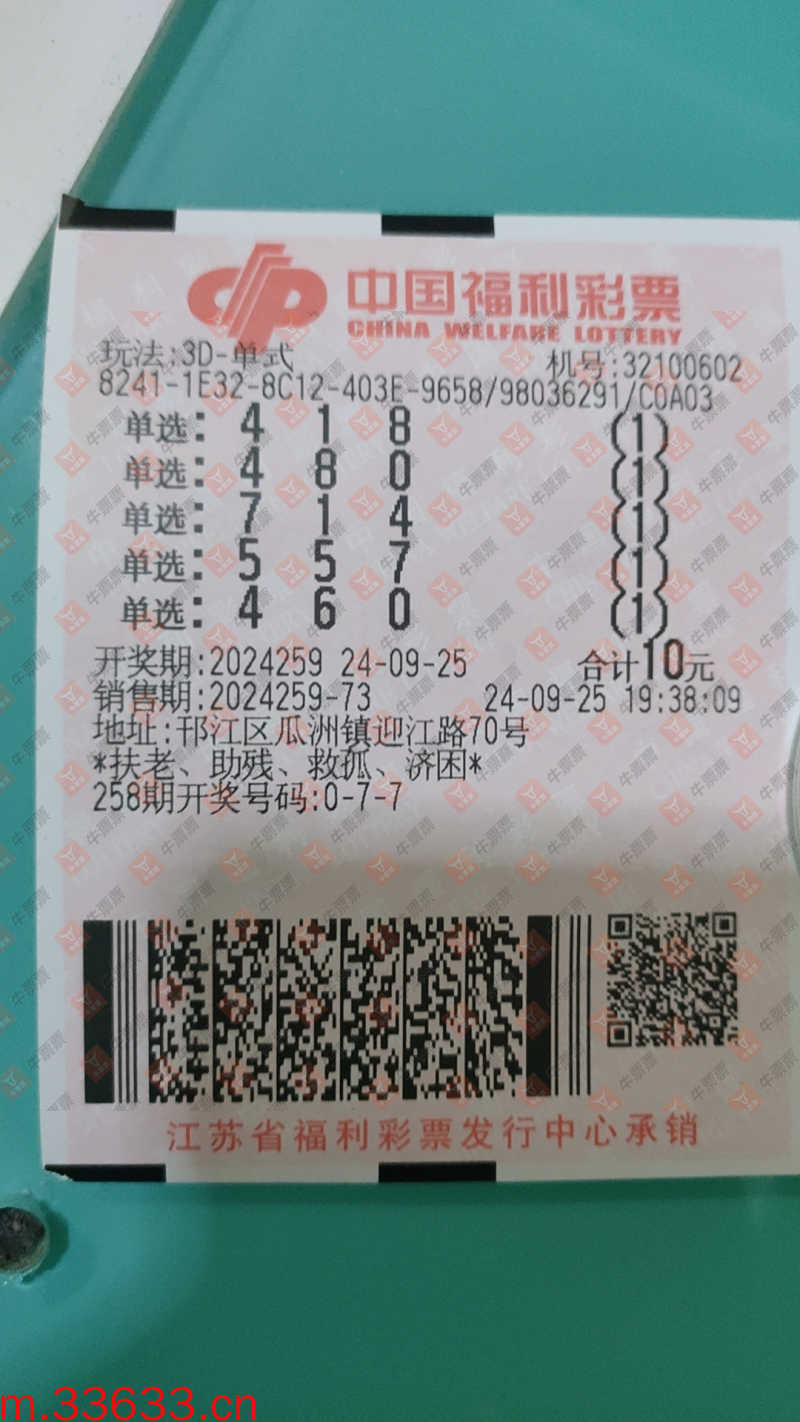 中国福利彩票
CHINA WELFARE LOTTERY
玩法:3D-单式 机号:32100602
8241-1E32-8C12-403E-9658/98036291/C0A03
单选: 4 1 8 (1)
单选: 4 8 0 (1)
单选: 7 1 4 (1)
单选: 5 5 7 (1)
单选: 4 6 0 (1)
开奖期:2024259 24-09-25 合计10元
销售期:2024259-73 24-09-25 19:38:09
地址:邗江区瓜洲镇迎江路70号
*扶老、助残、救孤、济困*
258期开奖号码:0-7-7
江苏省福利彩票发行中心承销
牛票票
m.33633.cn